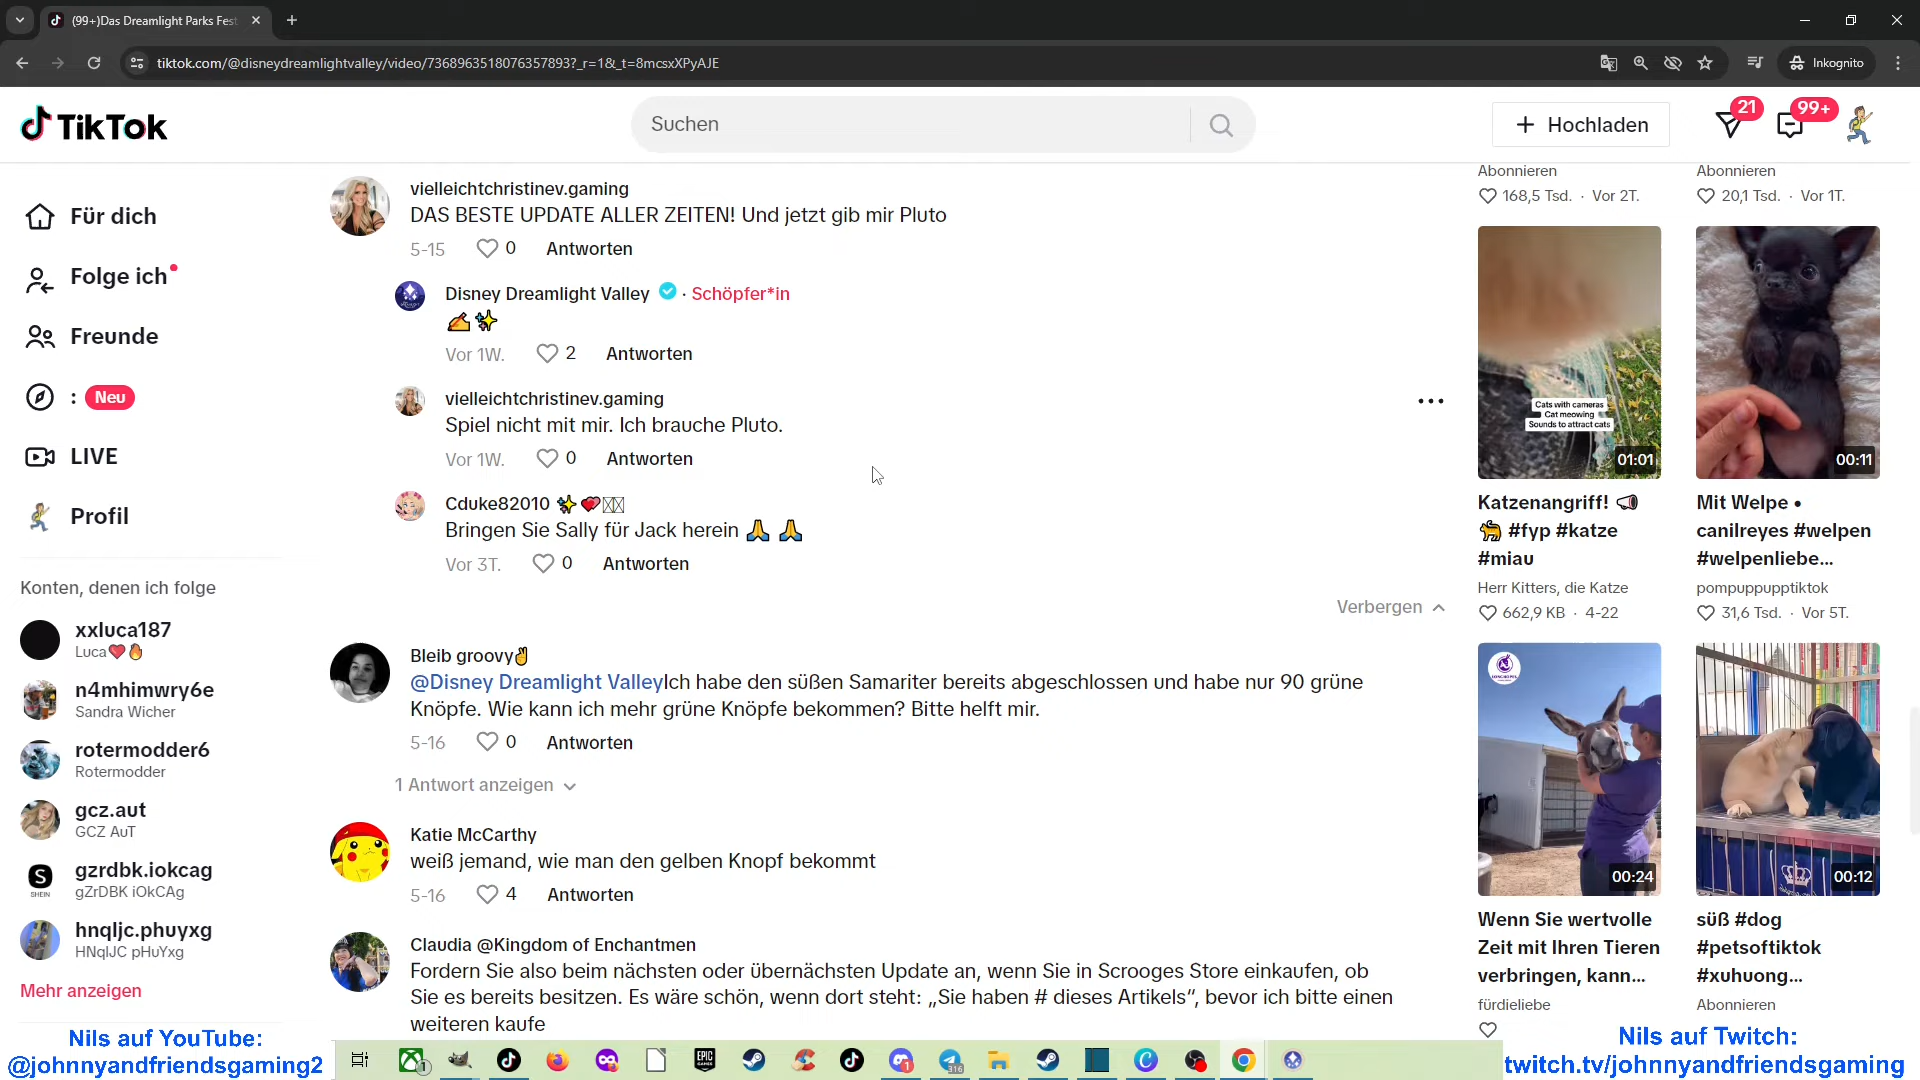 (99+)Das Dreamlight Parks Fest
tiktok.com/@disneydreamlightvalley/video/7368963518076357893?_r=1&_t=8mcsxXPyAJE
Inkognito
TikTok
Suchen
Hochladen
21
99+
Für dich
Folge ich
Freunde
: Neu
LIVE
Profil
Konten, denen ich folge
xxluca187
Luca❤️🔥
n4mhimwry6e
Sandra Wicher
rotermodder6
Rotermodder
gcz.aut
GCZ AuT
gzrdbk.iokcag
gZrDBK iOkCAg
S
SHEIN
hnqljc.phuyxg
HNqlJC pHuYxg
Mehr anzeigen
vielleichtchristinev.gaming
DAS BESTE UPDATE ALLER ZEITEN! Und jetzt gib mir Pluto
5-15 0 Antworten
Disney Dreamlight Valley · Schöpfer*in
✍️✨
Vor 1W. 2 Antworten
vielleichtchristinev.gaming
Spiel nicht mit mir. Ich brauche Pluto.
Vor 1W. 0 Antworten
Cduke82010 ✨💝
Bringen Sie Sally für Jack herein 🙏 🙏
Vor 3T. 0 Antworten
Verbergen
Bleib groovy✌️
@Disney Dreamlight ValleyIch habe den süßen Samariter bereits abgeschlossen und habe nur 90 grüne
Knöpfe. Wie kann ich mehr grüne Knöpfe bekommen? Bitte helft mir.
5-16 0 Antworten
1 Antwort anzeigen
Katie McCarthy
weiß jemand, wie man den gelben Knopf bekommt
5-16 4 Antworten
Claudia @Kingdom of Enchantmen
Fordern Sie also beim nächsten oder übernächsten Update an, wenn Sie in Scrooges Store einkaufen, ob
Sie es bereits besitzen. Es wäre schön, wenn dort steht: „Sie haben # dieses Artikels“, bevor ich bitte einen
weiteren kaufe
Abonnieren
168,5 Tsd. · Vor 2T.
Abonnieren
20,1 Tsd. · Vor 1T.
Cats with cameras
Cat meowing
Sounds to attract cats
01:01
Katzenangriff! 📢
🐈 #fyp #katze
#miau
Herr Kitters, die Katze
662,9 KB · 4-22
00:11
Mit Welpe •
canilreyes #welpen
#welpenliebe...
pompuppupptiktok
31,6 Tsd. · Vor 5T.
00:24
Wenn Sie wertvolle
Zeit mit Ihren Tieren
verbringen, kann...
fürdieliebe
00:12
süß #dog
#petsoftiktok
#xuhuong...
Abonnieren
Nils auf YouTube:
@johnnyandfriendsgaming2
1
EPIC
GAMES
1
316
Nils auf Twitch:
twitch.tv/johnnyandfriendsgaming